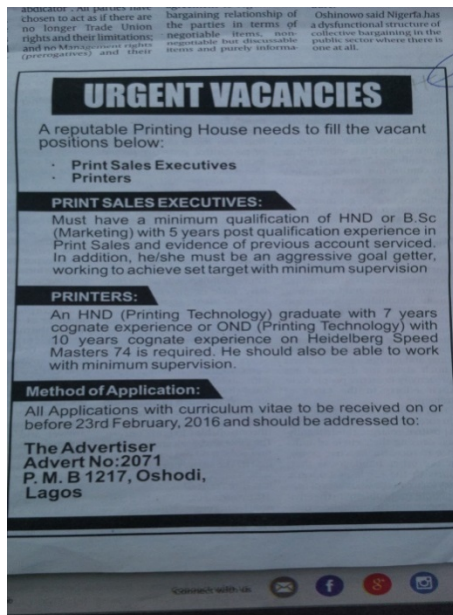 chosen to act as if there are
no longer Trade Union
rights and their limitations;
and no Management rights
(prerogatives) and their
bargaining relationship of
the parties in terms of
negotiable items, non-
negotiable but discussable
items and purely informa-
Oshinowo said Nigeria has
a dysfunctional structure of
collective bargaining in the
public sector where there is
one at all.
URGENT VACANCIES
A reputable Printing House needs to fill the vacant
positions below:
· Print Sales Executives
· Printers
PRINT SALES EXECUTIVES:
Must have a minimum qualification of HND or B.Sc
(Marketing) with 5 years post qualification experience in
Print Sales and evidence of previous account serviced.
In addition, he/she must be an aggressive goal getter,
working to achieve set target with minimum supervision
PRINTERS:
An HND (Printing Technology) graduate with 7 years
cognate experience or OND (Printing Technology) with
10 years cognate experience on Heidelberg Speed
Masters 74 is required. He should also be able to work
with minimum supervision.
Method of Application:
All Applications with curriculum vitae to be received on or
before 23rd February, 2016 and should be addressed to:
The Advertiser
Advert No:2071
P. M. B 1217, Oshodi,
Lagos
Connect with us